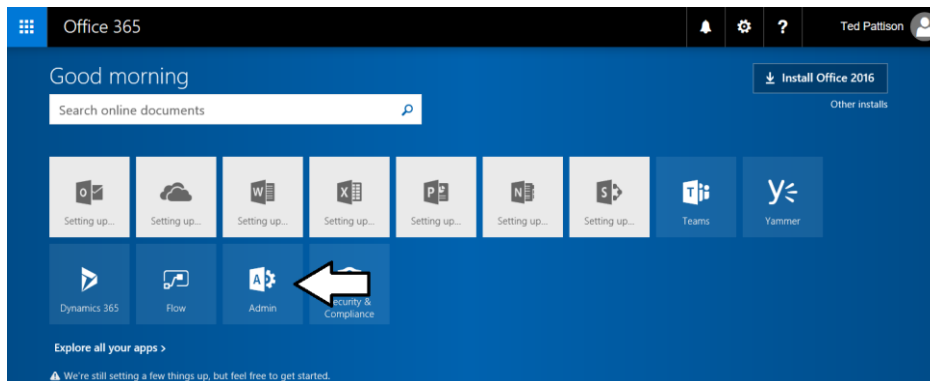 Office 365
?
Ted Pattison
Good morning
Install Office 2016
Search online documents
Other installs
Setting up...
Setting up...
Setting up...
Setting up...
Setting up...
Setting up...
Setting up...
Teams
Yammer
Dynamics 365
Flow
Admin
Security &
Compliance
Explore all your apps >
We're still setting a few things up, but feel free to get started.